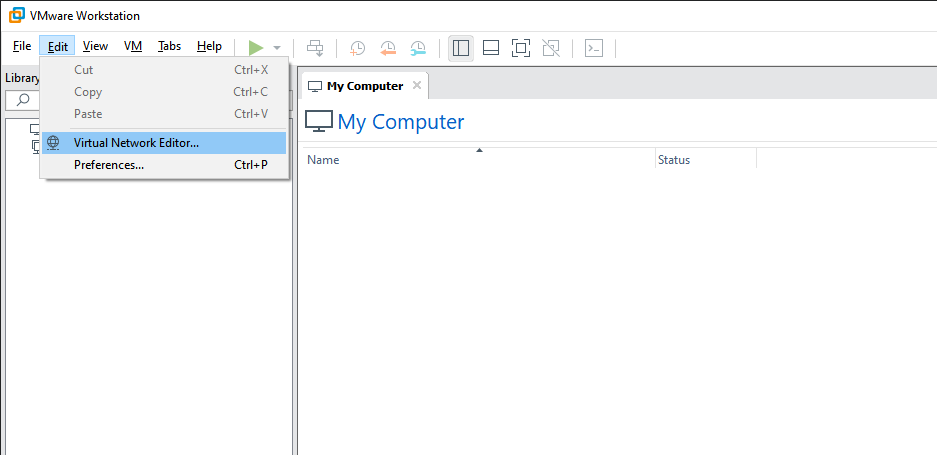 VMware Workstation
File Edit View VM Tabs Help
Library
Cut Ctrl+X
Copy Ctrl+C
Paste Ctrl+V
Virtual Network Editor...
Preferences... Ctrl+P
My Computer
My Computer
Name Status